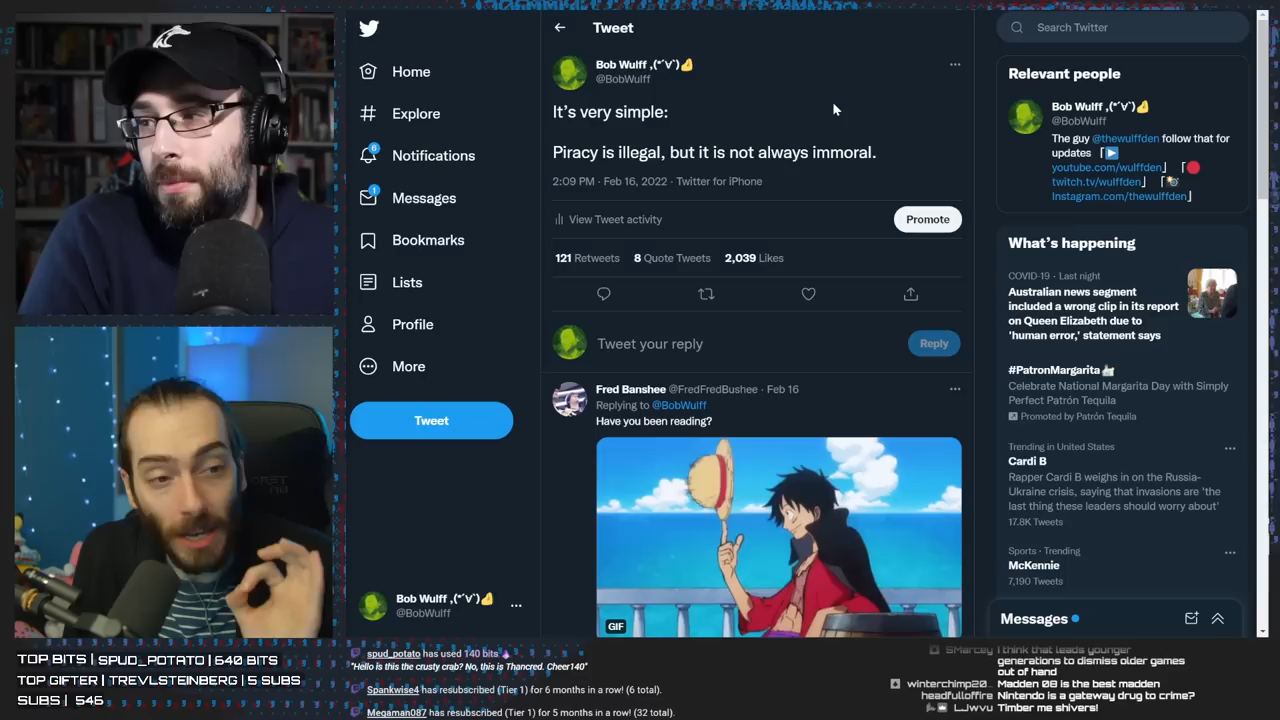 Home
Explore
6
Notifications
1
Messages
Bookmarks
Lists
Profile
More
Tweet
Bob Wulff ,(*´∀`)🤌
@BobWulff
Tweet
Bob Wulff ,(*´∀`)🤌
@BobWulff
It's very simple:
Piracy is illegal, but it is not always immoral.
2:09 PM · Feb 16, 2022 · Twitter for iPhone
View Tweet activity
Promote
121 Retweets 8 Quote Tweets 2,039 Likes
Tweet your reply
Reply
Fred Banshee @FredFredBushee · Feb 16
Replying to @BobWulff
Have you been reading?
GIF
Search Twitter
Relevant people
Bob Wulff ,(*´∀`)🤌
@BobWulff
The guy @thewulffden follow that for
updates「▶️
youtube.com/wulffden」「🔴
twitch.tv/wulffden」「📸
Instagram.com/thewulffden」
What's happening
COVID-19 · Last night
Australian news segment
included a wrong clip in its report
on Queen Elizabeth due to
'human error,' statement says
#PatronMargarita
Celebrate National Margarita Day with Simply
Perfect Patrón Tequila
Promoted by Patrón Tequila
Trending in United States
Cardi B
Rapper Cardi B weighs in on the Russia-
Ukraine crisis, saying that invasions are 'the
last thing these leaders should worry about'
17.8K Tweets
Sports · Trending
McKennie
7,190 Tweets
Messages
TOP BITS | SPUD_POTATO | 640 BITS
TOP GIFTER | TREVLSTEINBERG | 5 SUBS
SUBS | 546
spud_potato has used 140 bits
"Hello is this the crusty crab? No, this is Thancred. Cheer140"
Spankwise4 has resubscribed (Tier 1) for 6 months in a row! (6 total).
Megaman087 has resubscribed (Tier 1) for 5 months in a row! (32 total).
SMarcey I think that leads younger
generations to dismiss older games
out of hand
winterchimp20.. Madden 08 is the best madden
headfulloffire Nintendo is a gateway drug to crime?
LJwvu Timber me shivers!